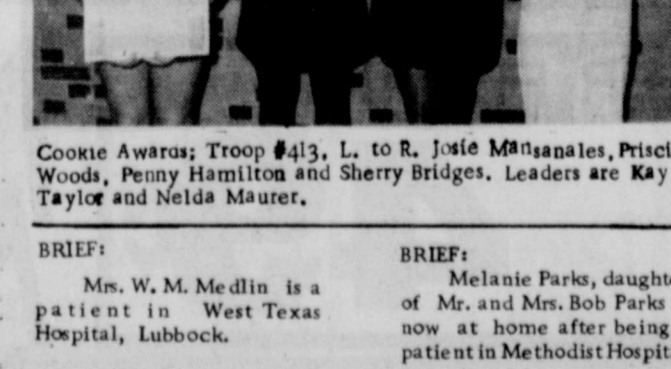 Cookie Awards; Troop #413, L. to R. Josie Mansanales, Prisci
Woods, Penny Hamilton and Sherry Bridges. Leaders are Kay
Taylor and Nelda Maurer.
BRIEF:
Mrs. W. M. Medlin is a
patient in West Texas
Hospital, Lubbock.
BRIEF:
Melanie Parks, daught
of Mr. and Mrs. Bob Parks
now at home after being
patient in Methodist Hospit